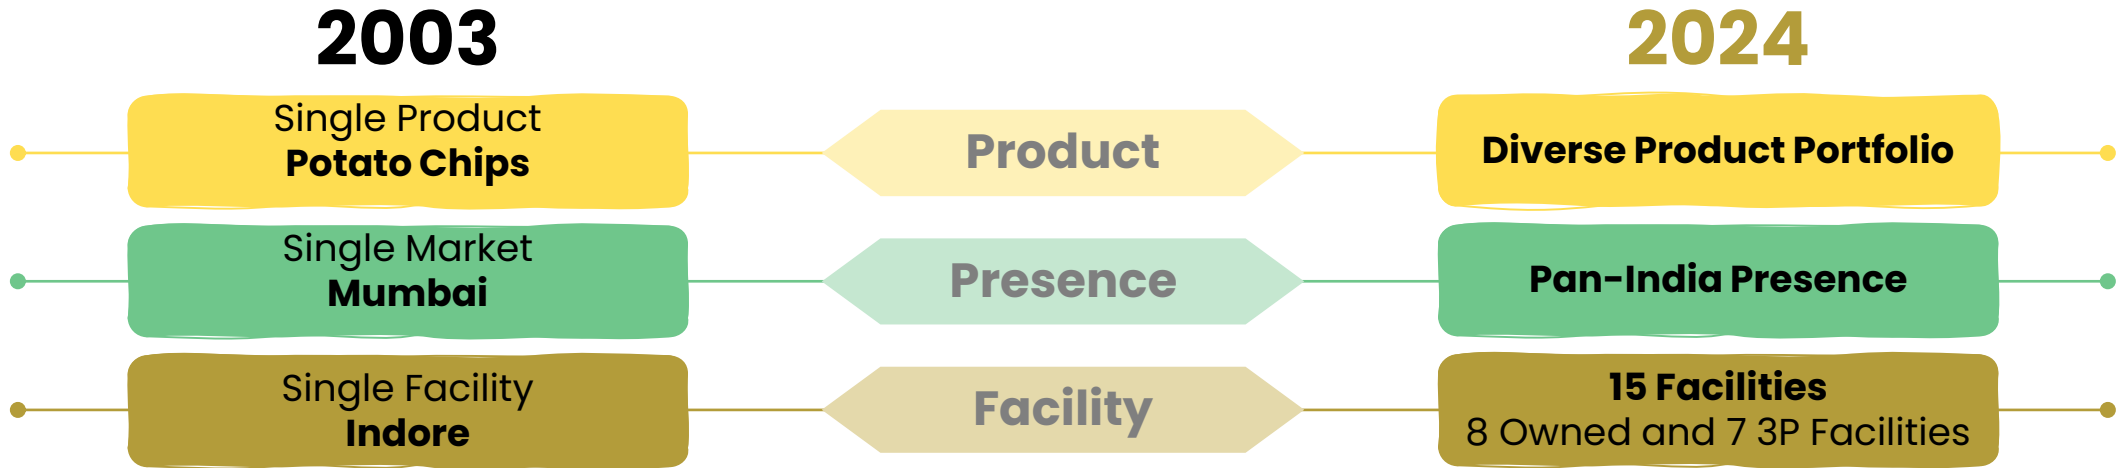 2003
2024
Single Product
Potato Chips
Product
Diverse Product Portfolio
Single Market
Mumbai
Presence
Pan-India Presence
Single Facility
Indore
Facility
15 Facilities
8 Owned and 7 3P Facilities